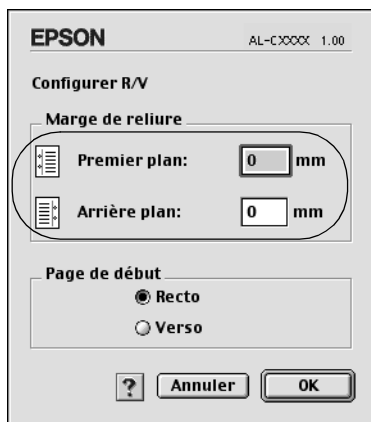 EPSON AL-CXXXX 1.00
Configurer R/V
Marge de reliure
Premier plan: 0 mm
Arrière plan: 0 mm
Page de début
Recto
Verso
? Annuler OK